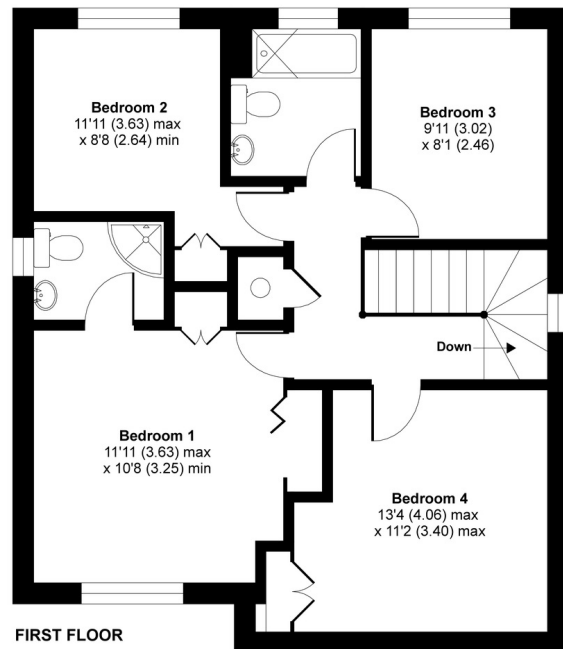 Bedroom 2
11'11 (3.63) max
x 8'8 (2.64) min
Bedroom 3
9'11 (3.02)
x 8'1 (2.46)
Down
Bedroom 1
11'11 (3.63) max
x 10'8 (3.25) min
Bedroom 4
13'4 (4.06) max
x 11'2 (3.40) max
FIRST FLOOR